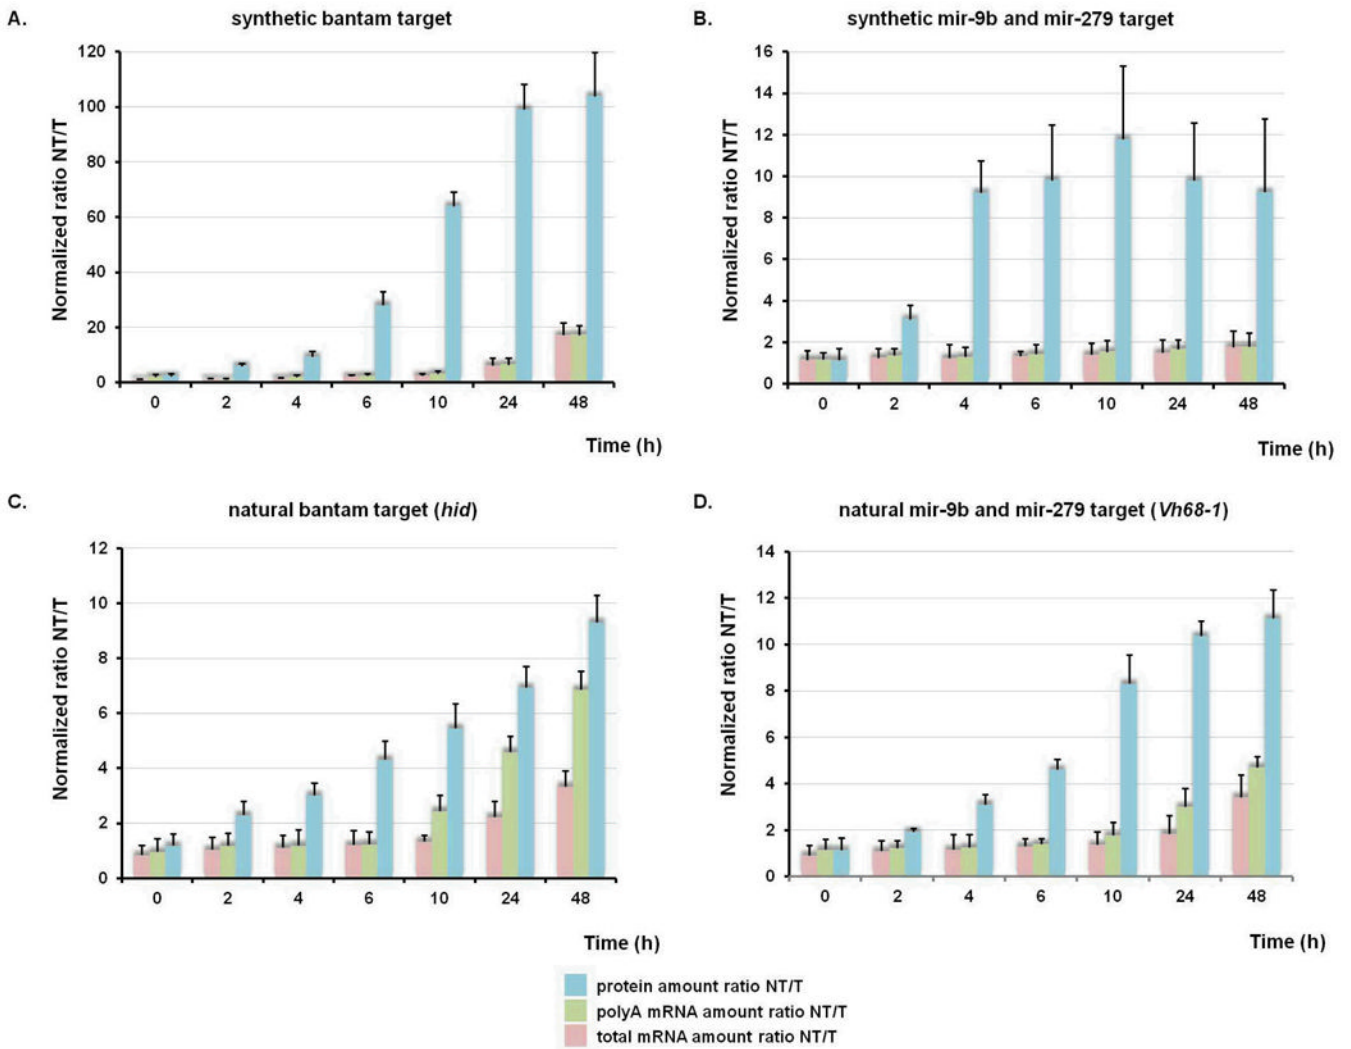 A.
synthetic bantam target
Normalized ratio NT/T
120
100
80
60
40
20
0
0 2 4 6 10 24 48
Time (h)
B.
synthetic mir-9b and mir-279 target
Normalized ratio NT/T
16
14
12
10
8
6
4
2
0
0 2 4 6 10 24 48
Time (h)
C.
natural bantam target (hid)
Normalized ratio NT/T
12
10
8
6
4
2
0
0 2 4 6 10 24 48
Time (h)
D.
natural mir-9b and mir-279 target (Vh68-1)
Normalized ratio NT/T
14
12
10
8
6
4
2
0
0 2 4 6 10 24 48
Time (h)
protein amount ratio NT/T
polyA mRNA amount ratio NT/T
total mRNA amount ratio NT/T